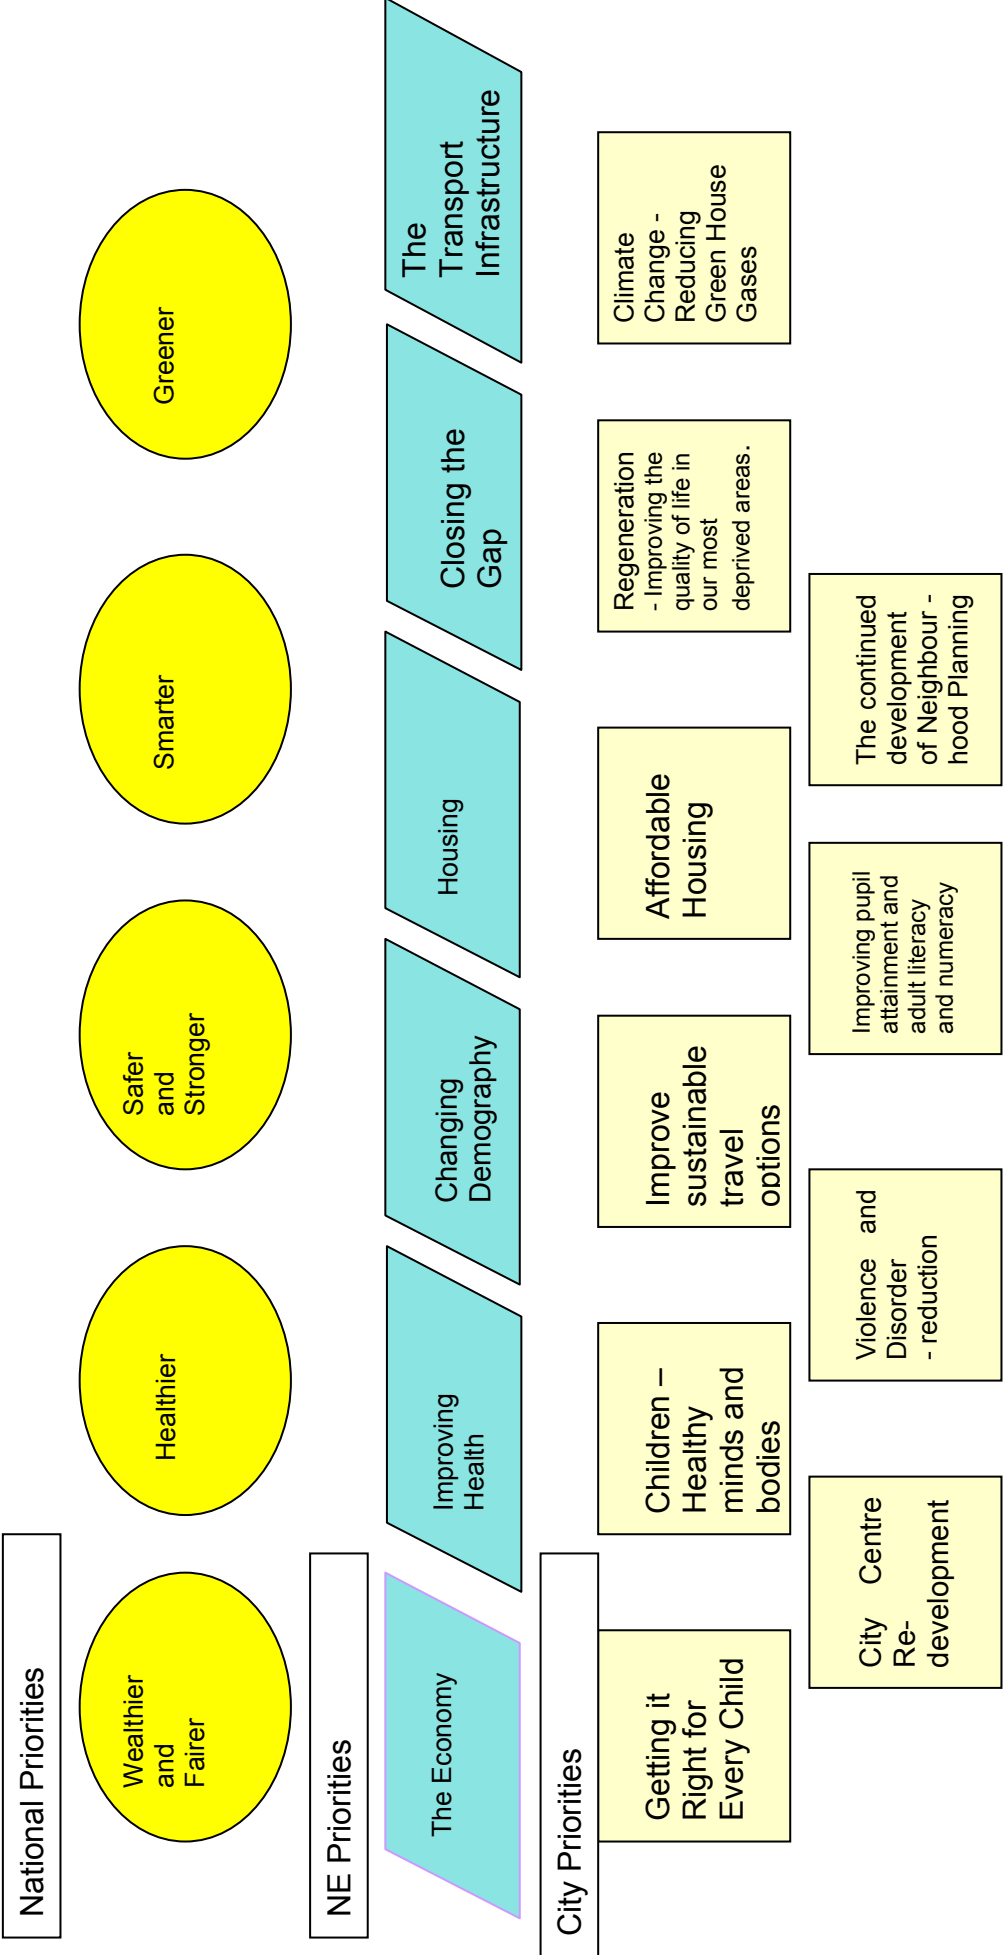 National Priorities
Wealthier
and
Fairer
Healthier
Safer
and
Stronger
Smarter
Greener
NE Priorities
The Economy
Improving
Health
Changing
Demography
Housing
Closing the
Gap
The
Transport
Infrastructure
City Priorities
Getting it
Right for
Every Child
Children –
Healthy
minds and
bodies
Improve
sustainable
travel
options
Affordable
Housing
Regeneration
- Improving the
quality of life in
our most
deprived areas.
Climate
Change -
Reducing
Green House
Gases
City Centre
Re-
development
Violence and
Disorder
- reduction
Improving pupil
attainment and
adult literacy
and numeracy
The continued
development
of Neighbour -
hood Planning